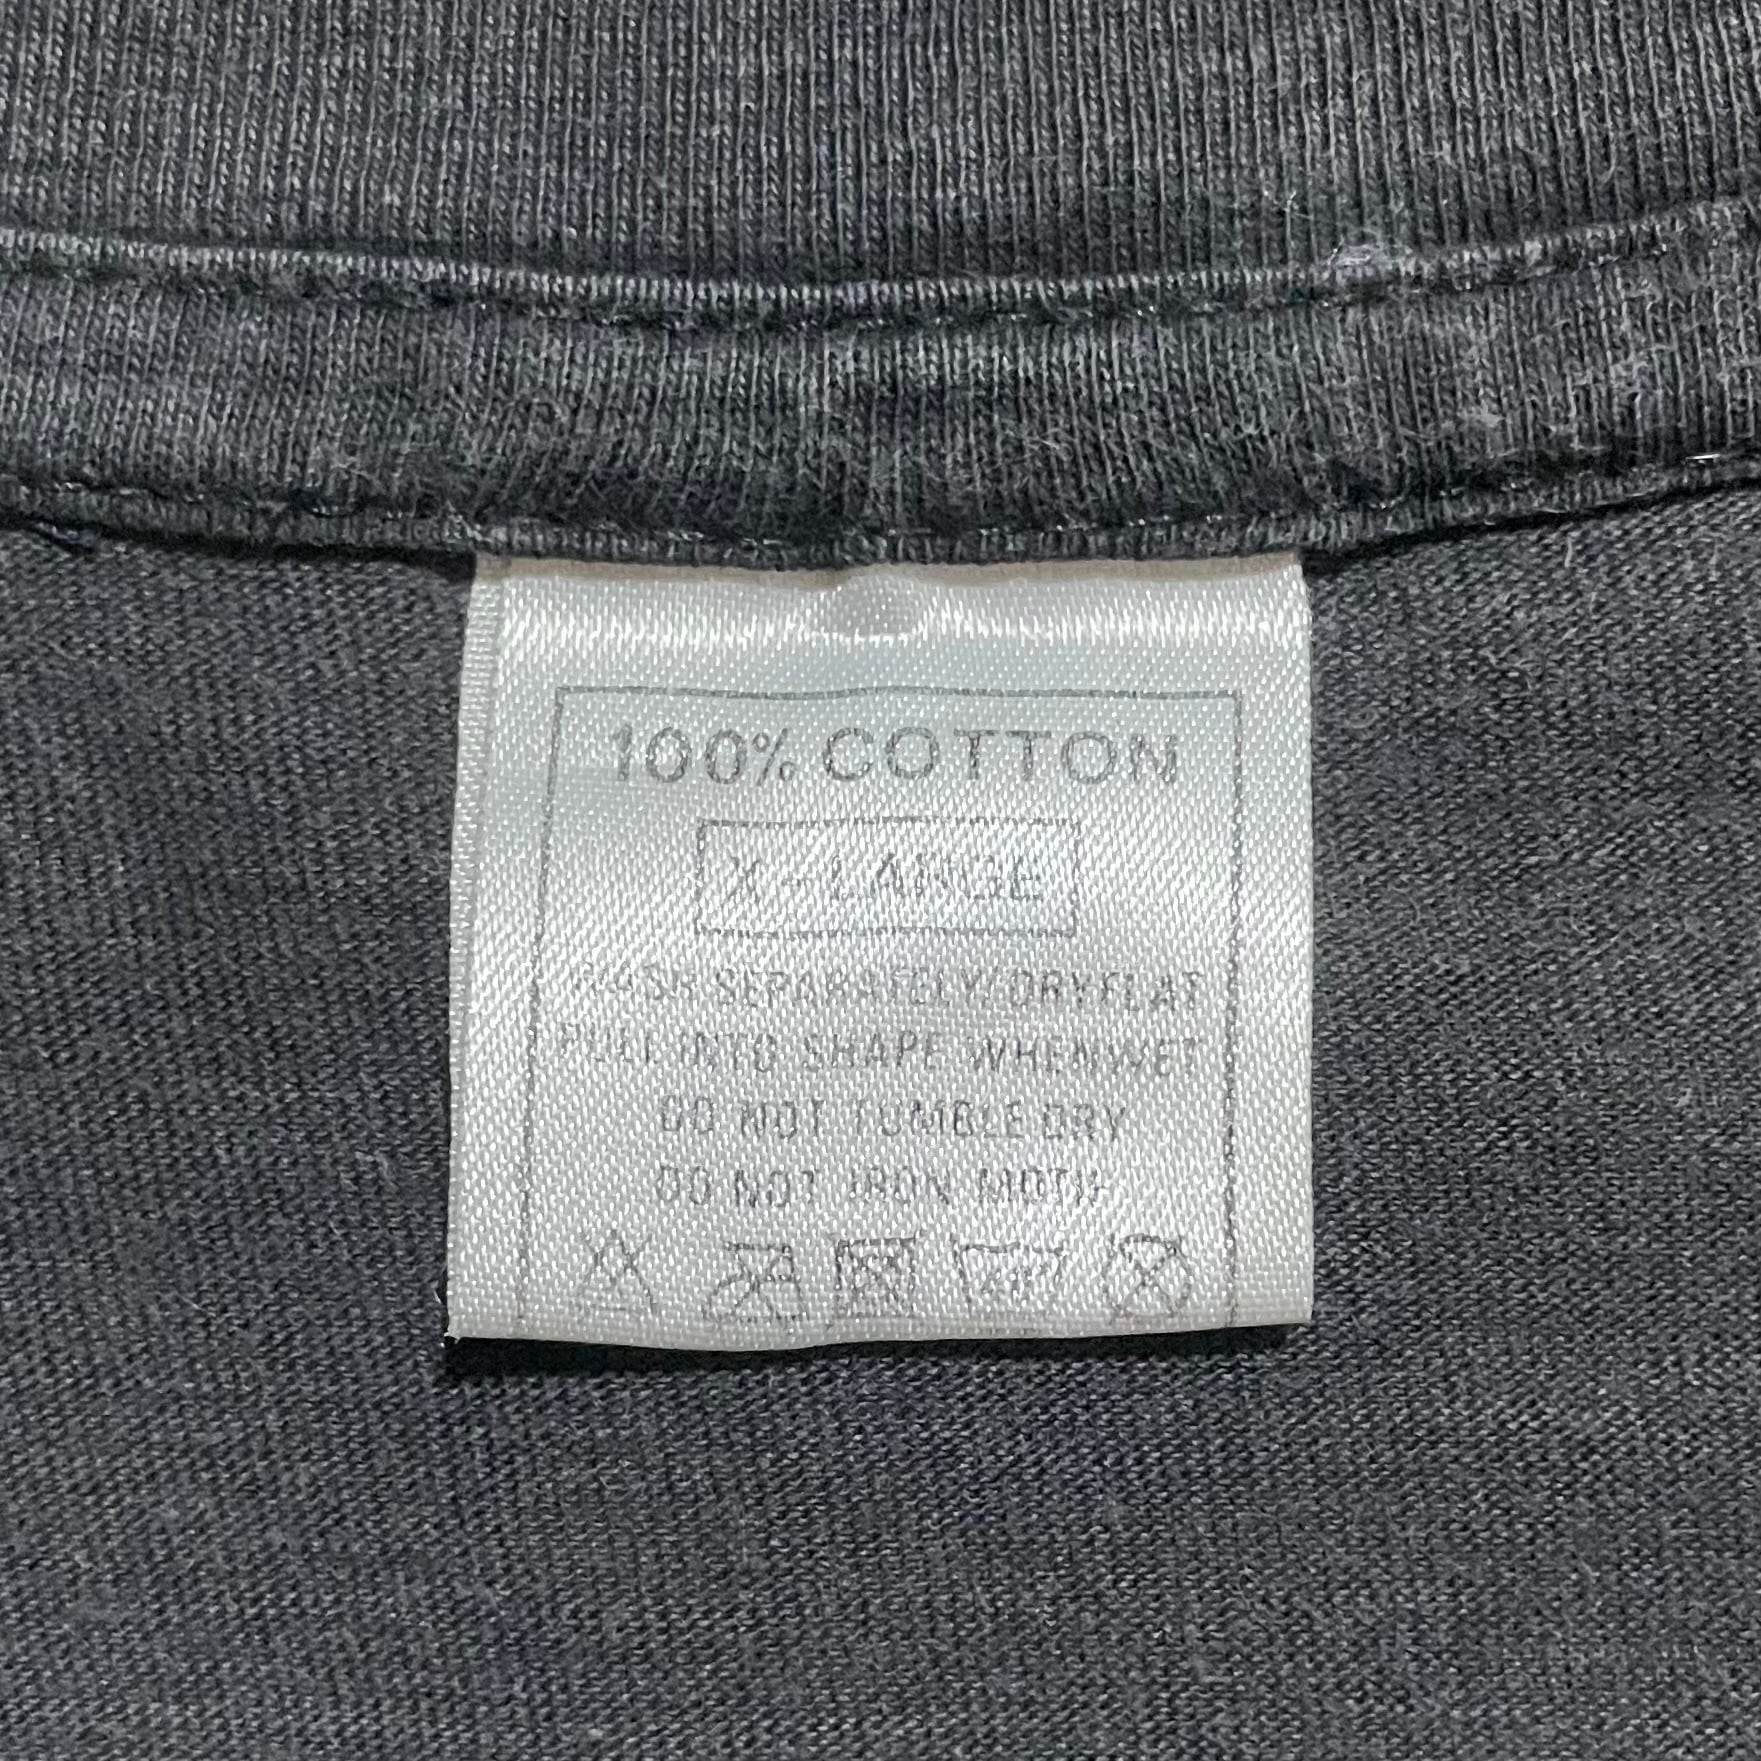 100% COTTON
X-LARGE
WASH SEPARATELY/DRY FLAT
PULL INTO SHAPE WHEN WET
DO NOT TUMBLE DRY
DO NOT IRON MOTIF